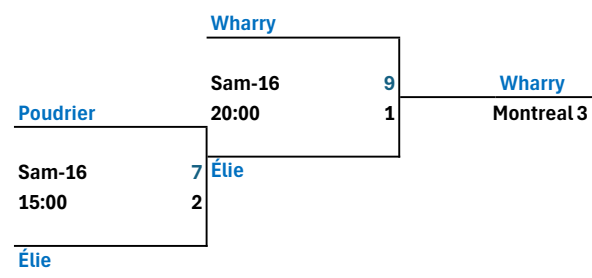 Wharry
Sam-16 9
20:00 1
Élie
Wharry
Montreal 3
Poudrier
Sam-16 7
15:00 2
Élie